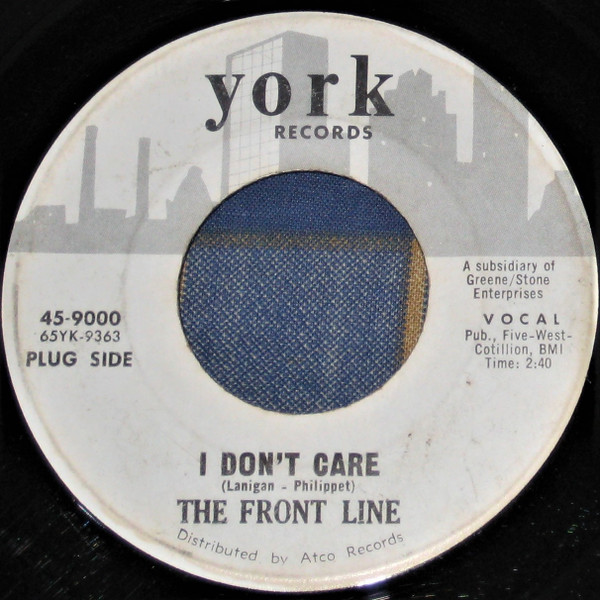 york
RECORDS
A subsidiary of
Greene/Stone
Enterprises
45-9000
65YK-9363
PLUG SIDE
VOCAL
Pub., Five-West-
Cotillion, BMI
Time: 2:40
I DON'T CARE
(Lanigan - Philippet)
THE FRONT LINE
Distributed by Atco Records